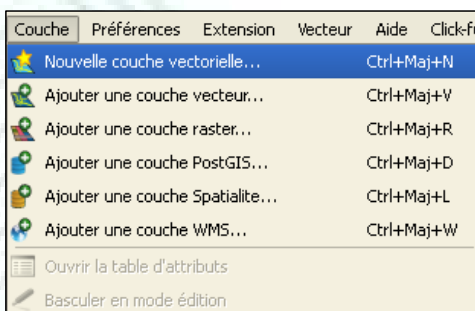 Couche Préférences Extension Vecteur Aide Click-fu
Nouvelle couche vectorielle... Ctrl+Maj+N
Ajouter une couche vecteur... Ctrl+Maj+V
Ajouter une couche raster... Ctrl+Maj+R
Ajouter une couche PostGIS... Ctrl+Maj+D
Ajouter une couche Spatialite... Ctrl+Maj+L
Ajouter une couche WMS... Ctrl+Maj+W
Ouvrir la table d'attributs
Basculer en mode édition